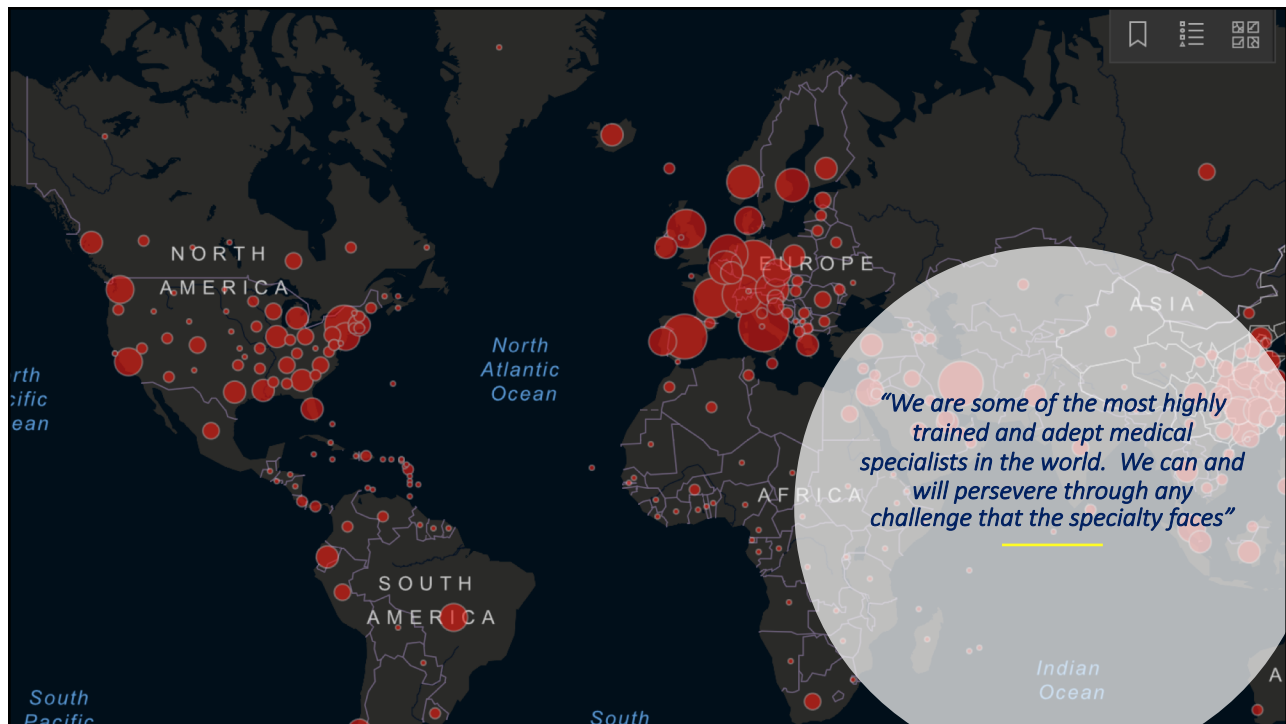 NORTH
AMERICA
EUROPE
ASIA
North
Atlantic
Ocean
rth
cific
ean
“We are some of the most highly
trained and adept medical
specialists in the world.  We can and
will persevere through any
challenge that the specialty faces”
AFRICA
SOUTH
AMERICA
Indian
Ocean
A
South
Pacific
South